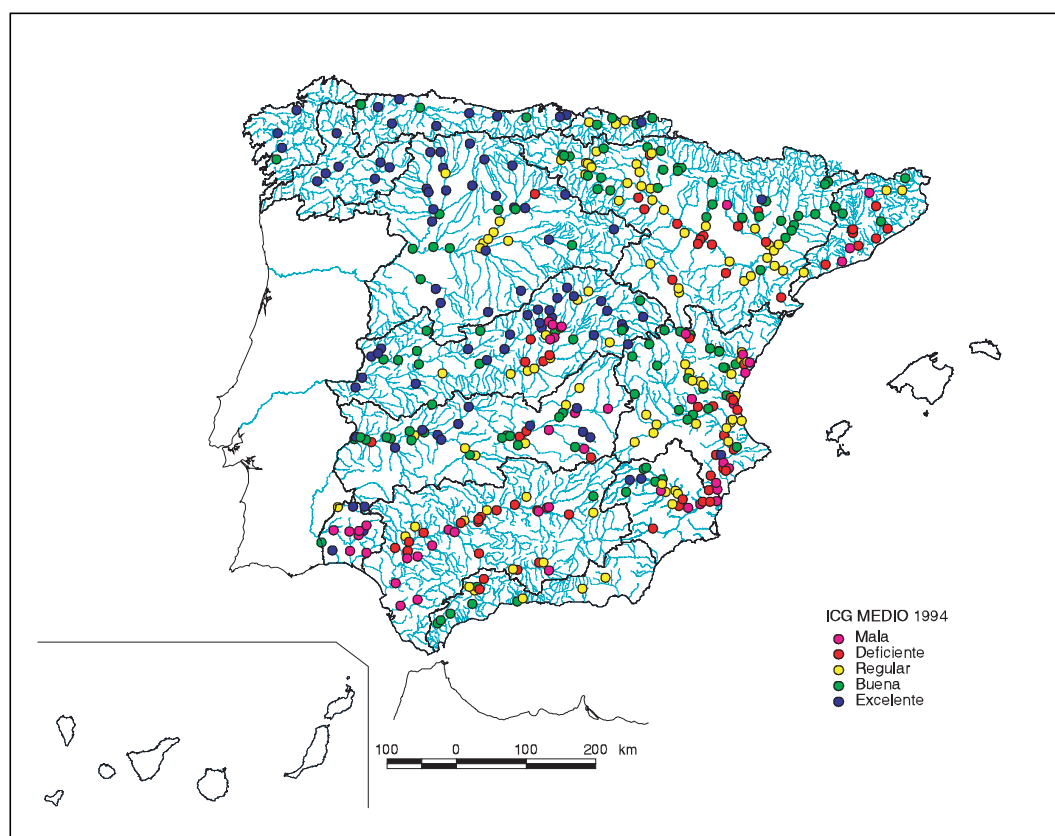 ICG MEDIO 1994
Mala
Deficiente
Regular
Buena
Excelente
100 0 100 200 km